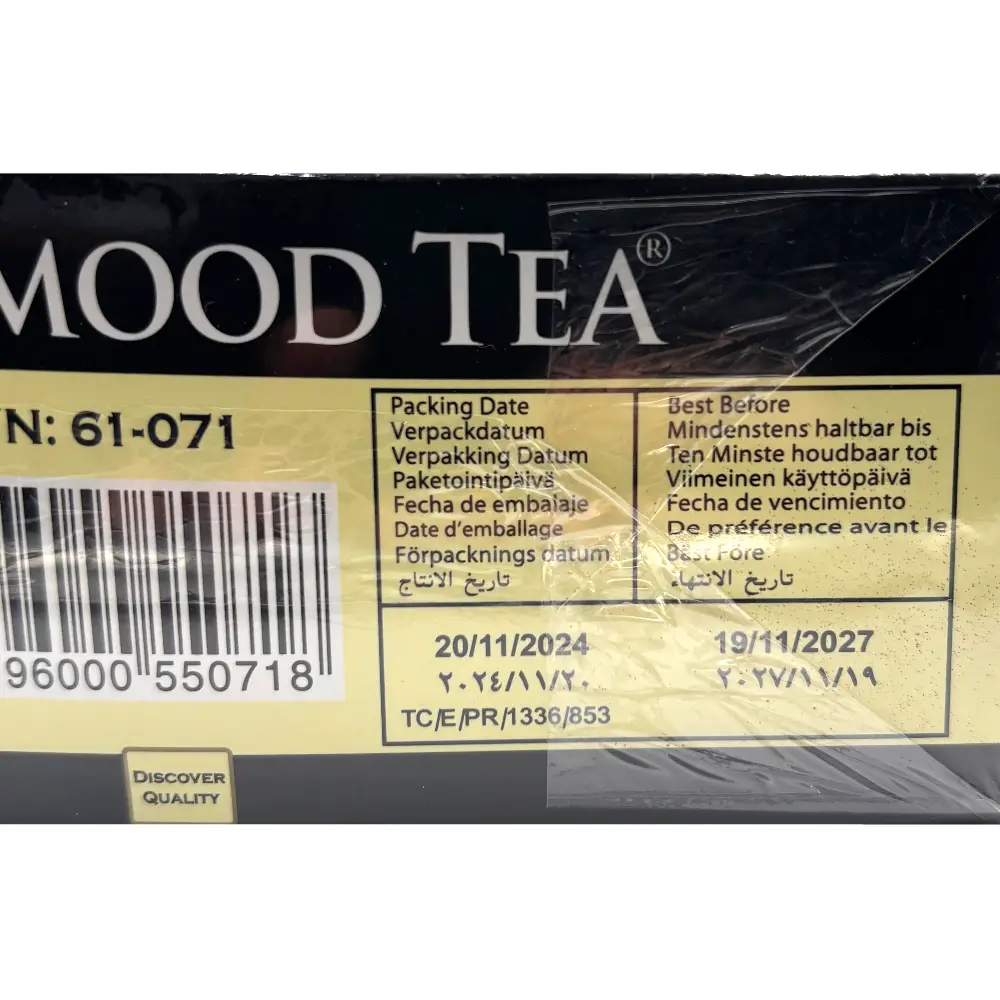 MOOD TEA®
N: 61-071
Packing Date
Verpackdatum
Verpakking Datum
Paketointipäivä
Fecha de embalaje
Date d'emballage
Förpacknings datum
تاريخ الانتاج
Best Before
Mindenstens haltbar bis
Ten Minste houdbaar tot
Viimeinen käyttöpäivä
Fecha de vencimiento
De préférence avant le
Bäst Före
تاريخ الانتهاء
20/11/2024
٢٠٢٤/١١/٢٠
TC/E/PR/1336/853
19/11/2027
٢٠٢٧/١١/١٩
96000 550718
DISCOVER
QUALITY